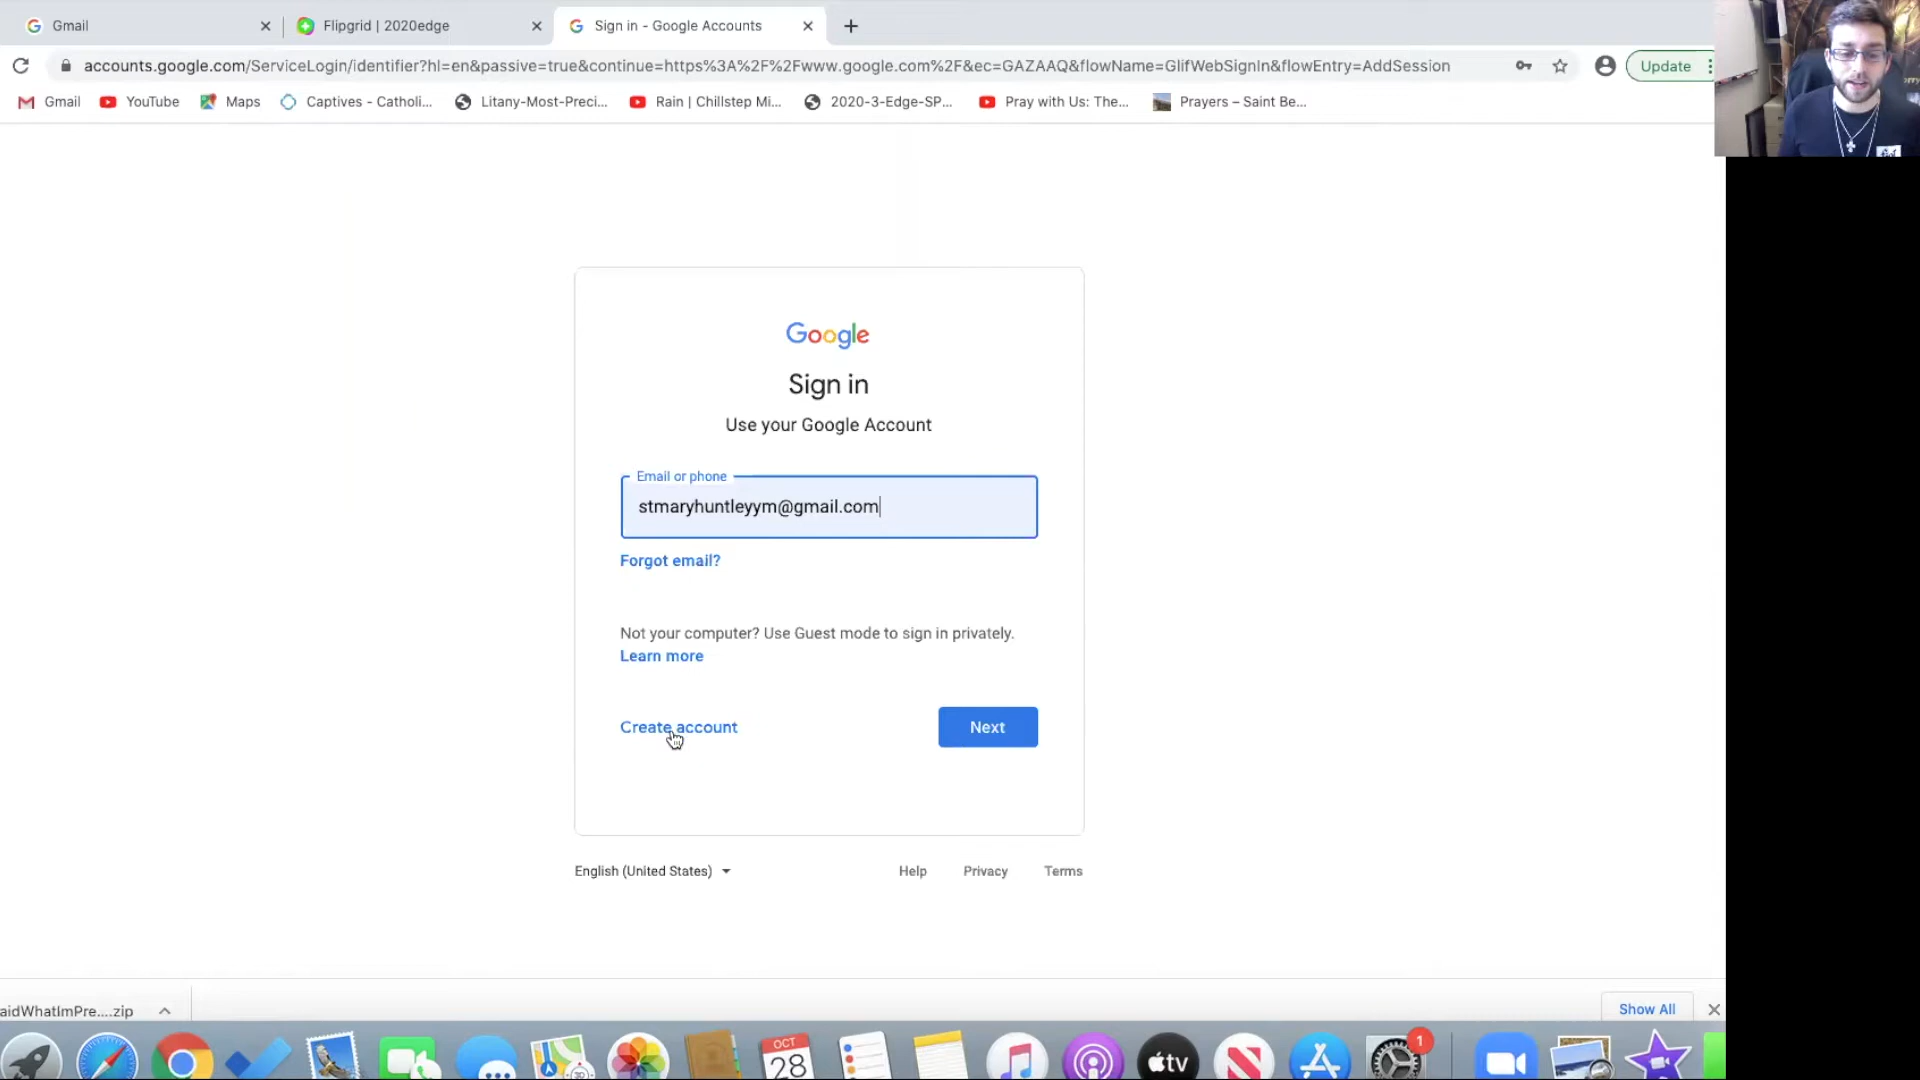 Gmail
Flipgrid | 2020edge
Sign in - Google Accounts
accounts.google.com/ServiceLogin/identifier?hl=en&passive=true&continue=https%3A%2F%2Fwww.google.com%2F&ec=GAZAAQ&flowName=GlifWebSignIn&flowEntry=AddSession
Update
Gmail
YouTube
Maps
Captives - Catholi...
Litany-Most-Preci...
Rain | Chillstep Mi...
2020-3-Edge-SP...
Pray with Us: The...
Prayers – Saint Be...
Google
Sign in
Use your Google Account
Email or phone
stmaryhuntleyym@gmail.com
Forgot email?
Not your computer? Use Guest mode to sign in privately.
Learn more
Create account
Next
English (United States)
Help
Privacy
Terms
aidWhatImPre....zip
Show All
OCT
28
3D
tv
1